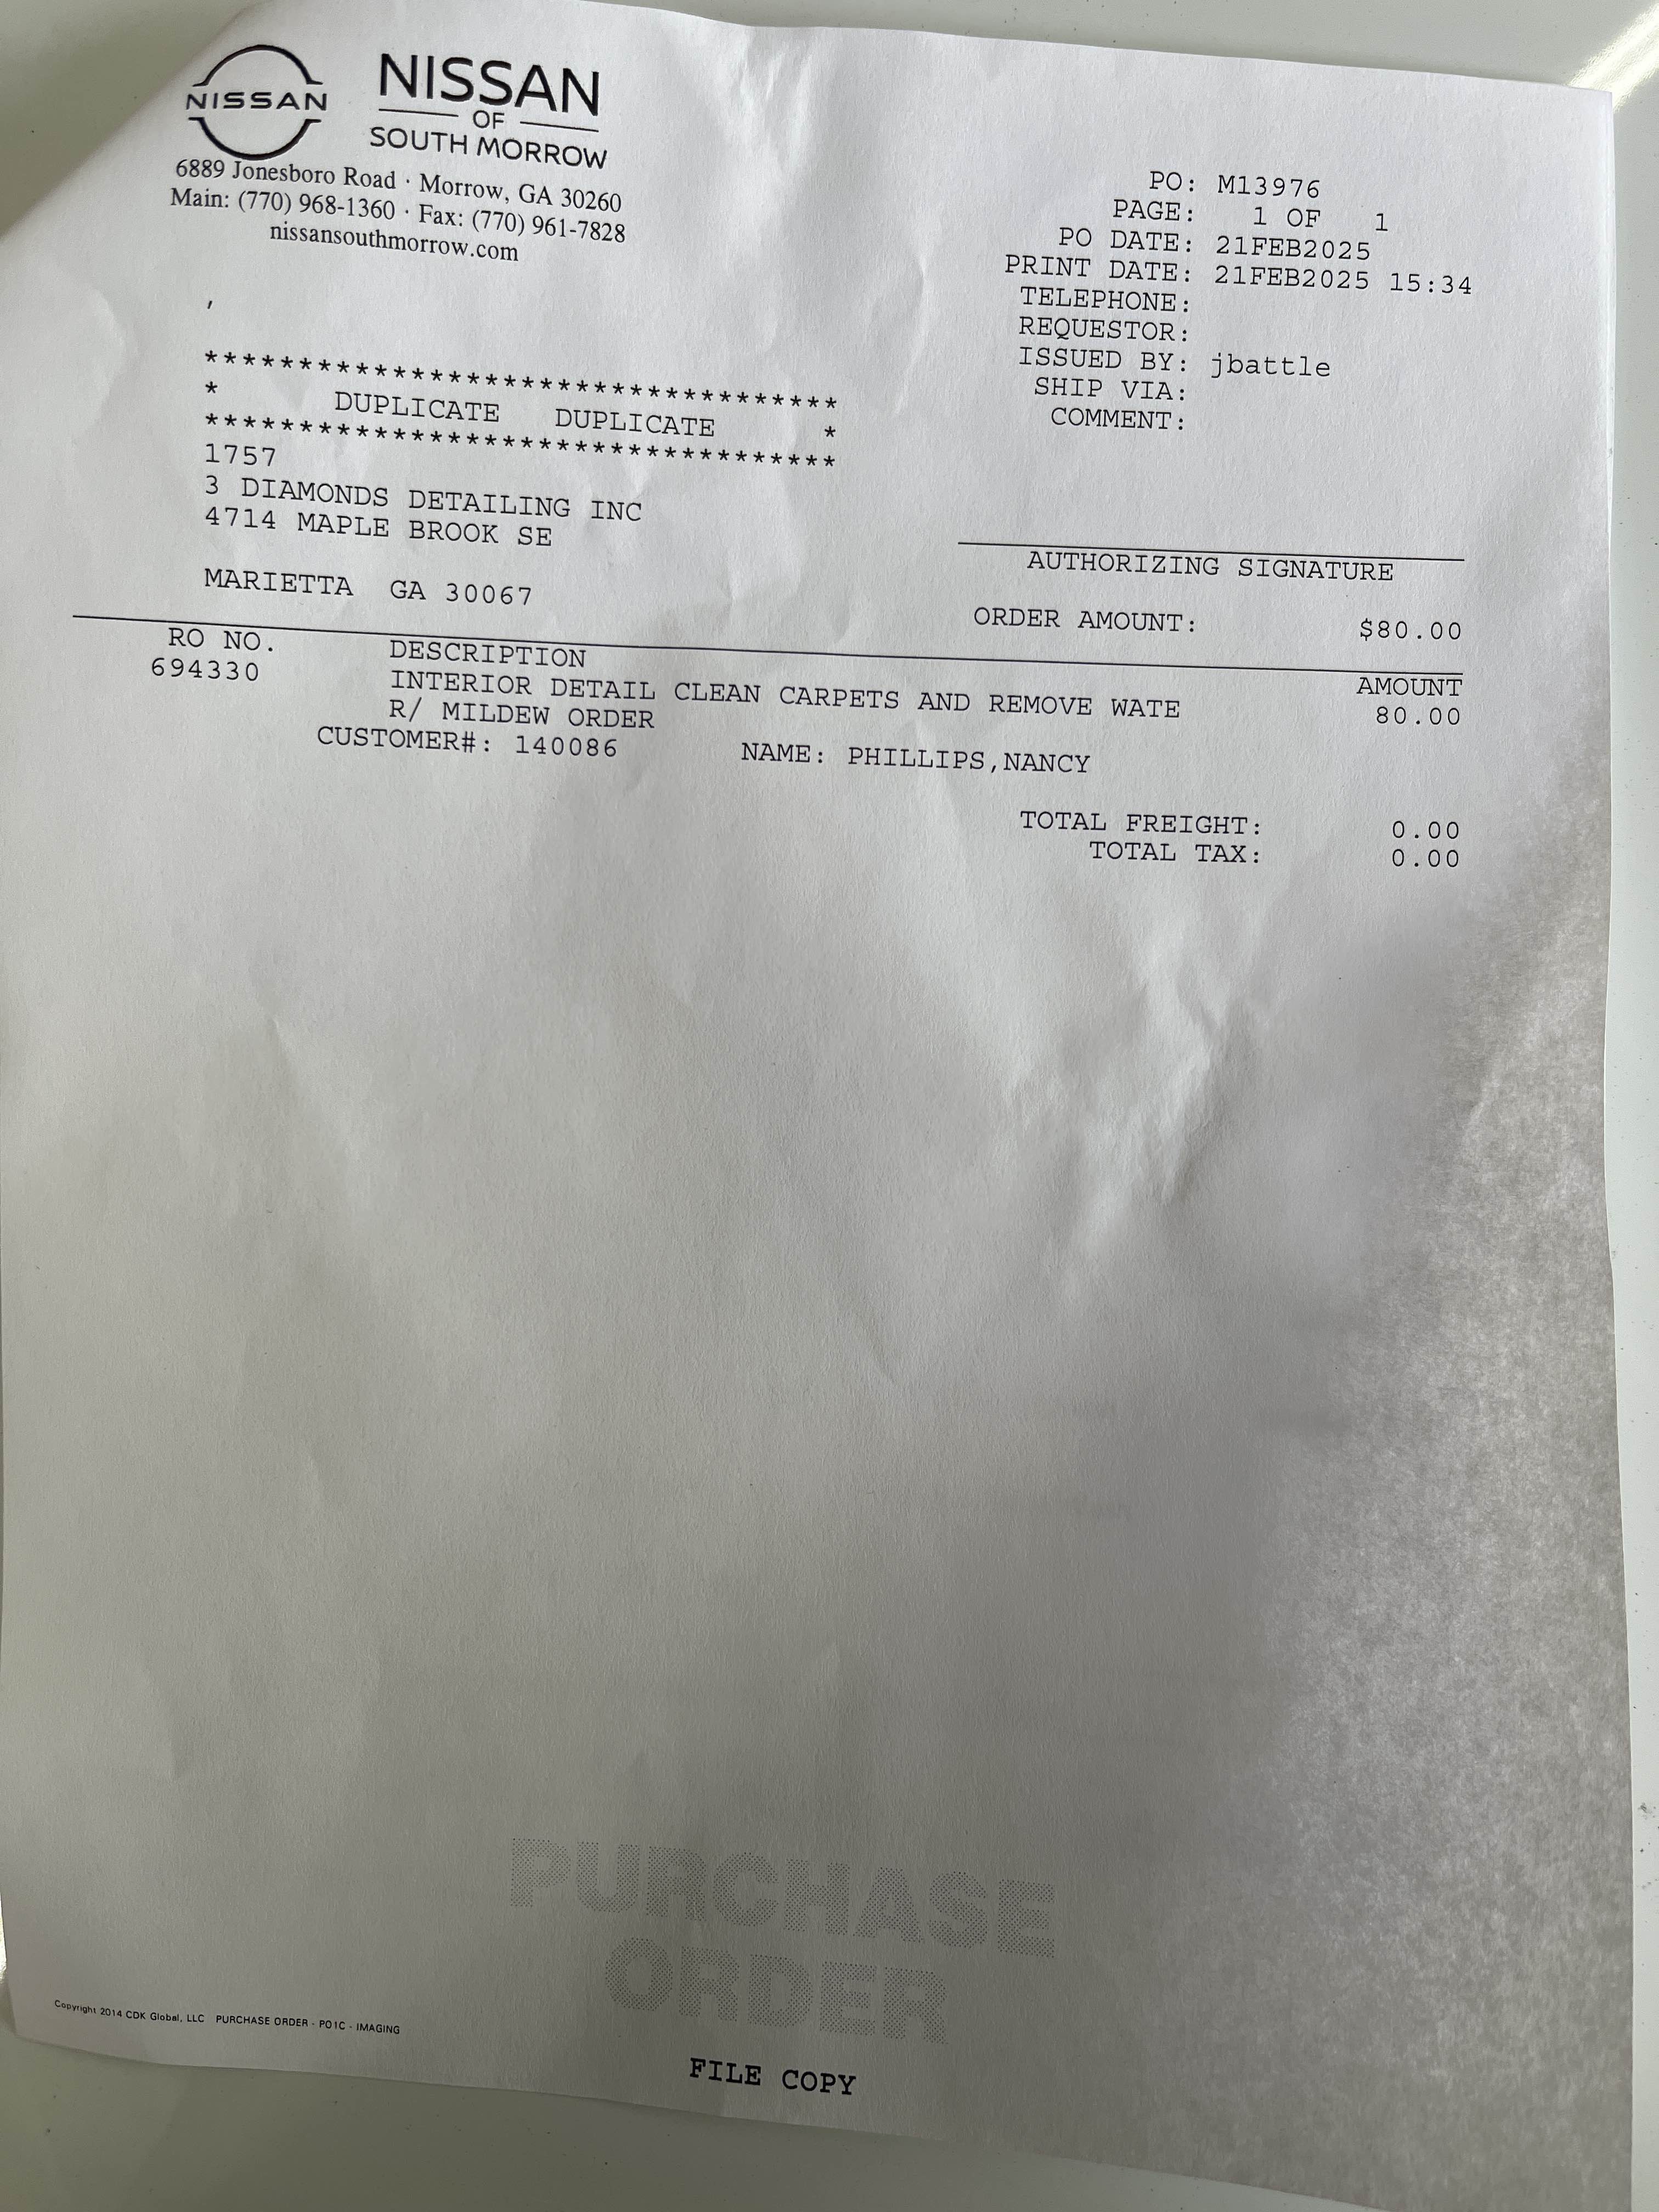 NISSAN
NISSAN
OF
SOUTH MORROW
6889 Jonesboro Road · Morrow, GA 30260
Main: (770) 968-1360 · Fax: (770) 961-7828
nissansouthmorrow.com
PO: M13976
PAGE: 1 OF 1
PO DATE: 21FEB2025
PRINT DATE: 21FEB2025 15:34
TELEPHONE:
REQUESTOR:
ISSUED BY: jbattle
SHIP VIA:
COMMENT:
,
***********************************
* DUPLICATE DUPLICATE *
***********************************
1757
3 DIAMONDS DETAILING INC
4714 MAPLE BROOK SE
MARIETTA GA 30067
AUTHORIZING SIGNATURE
ORDER AMOUNT: $80.00
RO NO. DESCRIPTION AMOUNT
694330 INTERIOR DETAIL CLEAN CARPETS AND REMOVE WATE 80.00
R/ MILDEW ORDER
CUSTOMER#: 140086 NAME: PHILLIPS,NANCY
TOTAL FREIGHT: 0.00
TOTAL TAX: 0.00
PURCHASE
ORDER
Copyright 2014 CDK Global, LLC PURCHASE ORDER - PO1C - IMAGING
FILE COPY